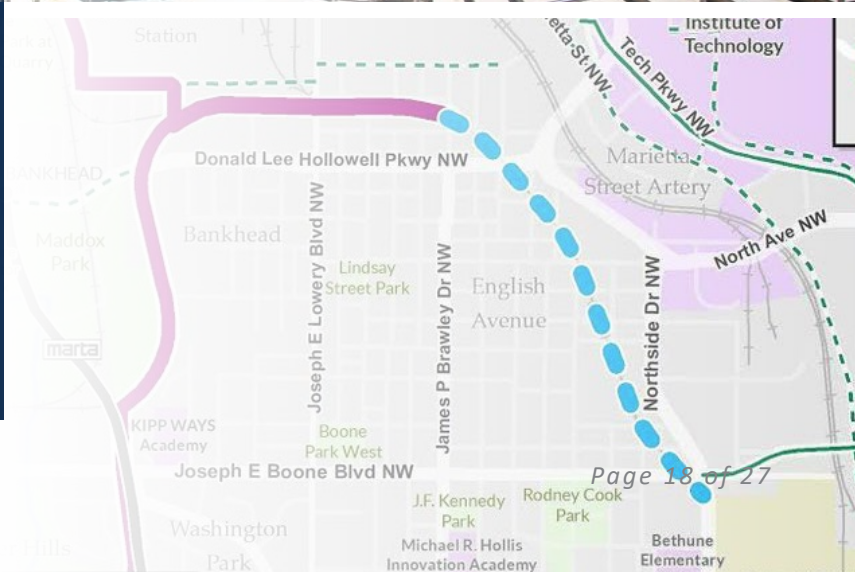 Station
Institute of
Technology
etta St NW
Tech Pkwy NW
Donald Lee Hollowell Pkwy NW
Marietta
Street Artery
BANKHEAD
Maddox
Park
Bankhead
Joseph E Lowery Blvd NW
Lindsay
Street Park
James P Brawley Dr NW
English
Avenue
Northside Dr NW
North Ave NW
marta
KIPP WAYS
Academy
Boone
Park West
Joseph E Boone Blvd NW
Page 18 of 27
J.F. Kennedy
Park
Rodney Cook
Park
Washington
Park
Michael R. Hollis
Innovation Academy
Bethune
Elementary
Hills